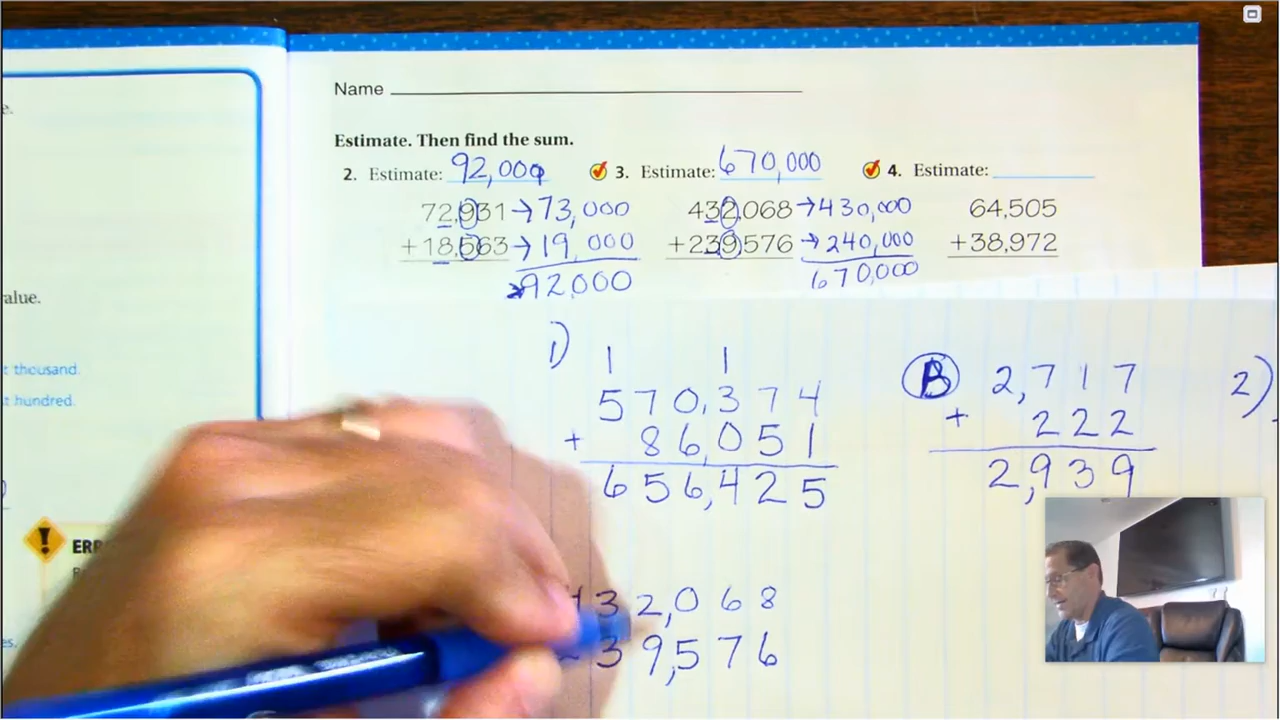 e.
Name
Estimate. Then find the sum.
2. Estimate: 92,000
3. Estimate: 670,000
4. Estimate:
72,931→73,000
432,068→430,000
64,505
+18,563→19,000
+239,576→240,000
+38,972
92,000
670,000
alue.
t thousand.
t hundred.
1)
1 1
570,374
+ 86,051
656,425
B 2,717
+ 222
2,939
2)
! ERR
432,068
39,576
es,